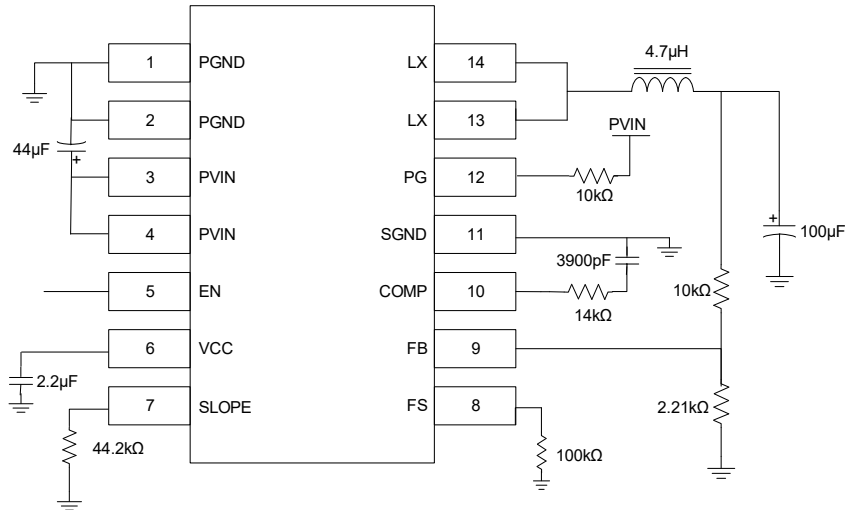 1 PGND LX 14
4.7µH
2 PGND LX 13
44µF
+
PVIN
3 PVIN PG 12
10kΩ
4 PVIN SGND 11
+
100µF
3900pF
5 EN COMP 10
14kΩ
10kΩ
6 VCC FB 9
2.2µF
7 SLOPE FS 8
2.21kΩ
44.2kΩ
100kΩ